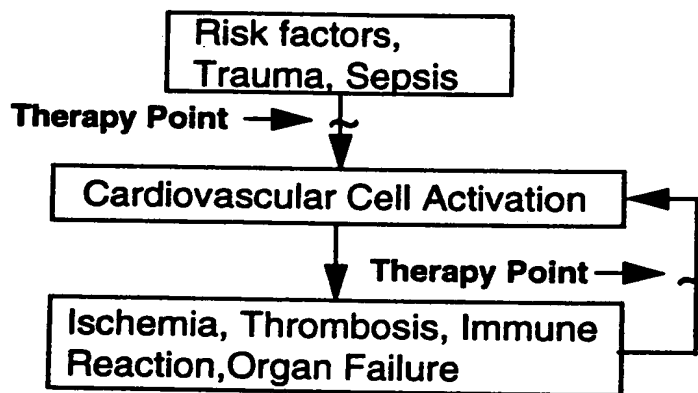 Risk factors,
Trauma, Sepsis
Therapy Point
Cardiovascular Cell Activation
Therapy Point
Ischemia, Thrombosis, Immune
Reaction,Organ Failure